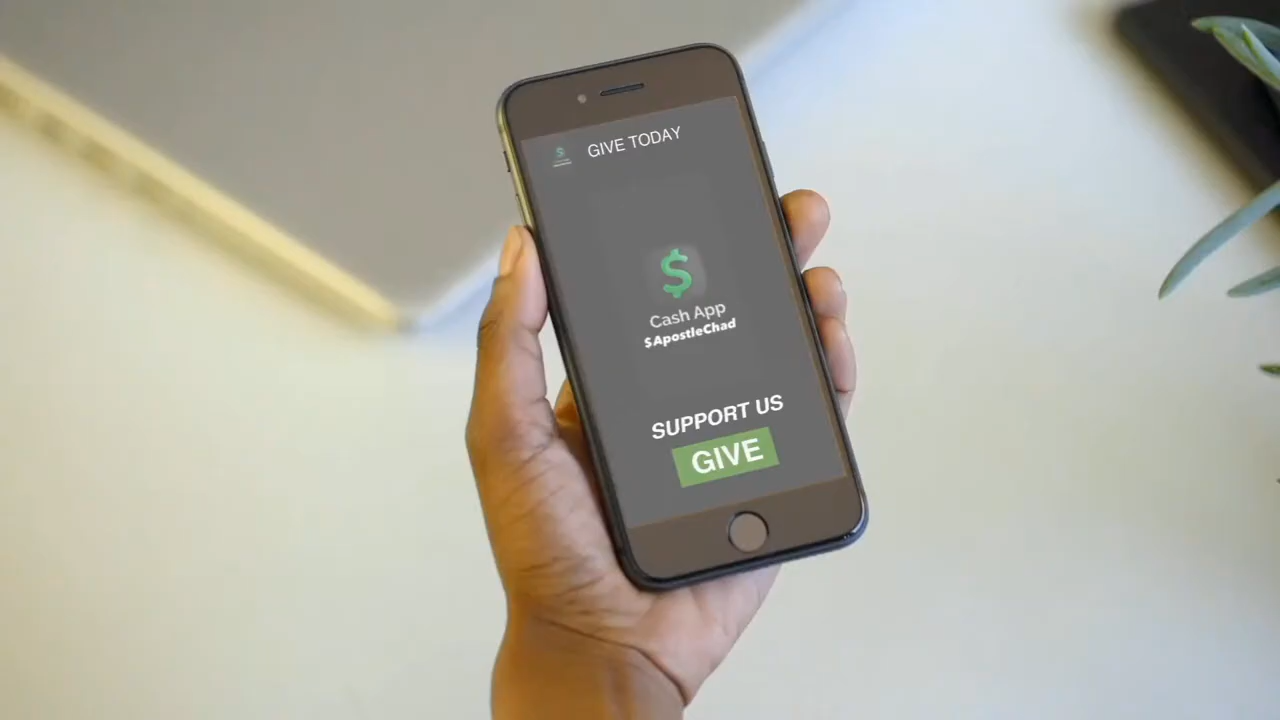 GIVE TODAY
Cash App
$ApostleChad
SUPPORT US
GIVE